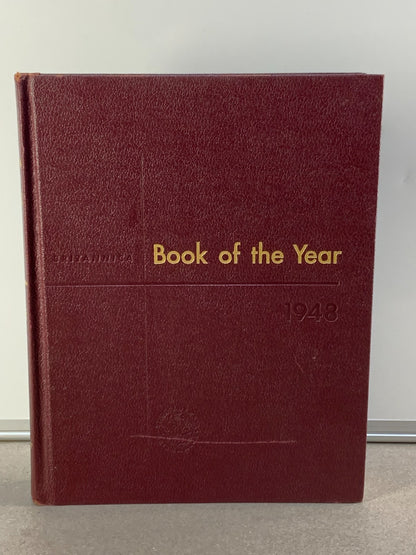 BRITANNICA Book of the Year
1948